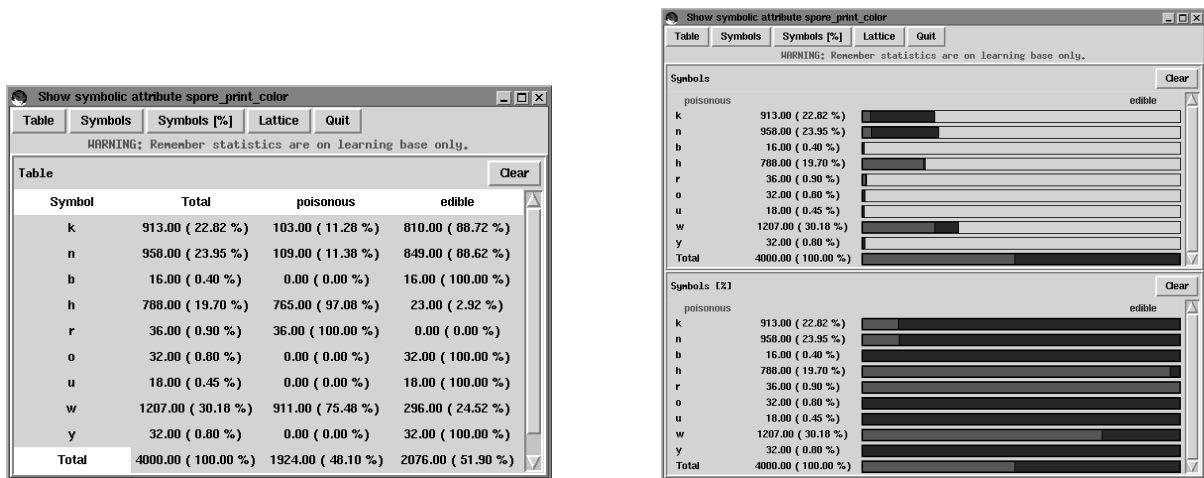 Show symbolic attribute spore_print_color
Table Symbols Symbols [%] Lattice Quit
WARNING: Remember statistics are on learning base only.
Table Clear
Symbol Total poisonous edible
k 913.00 ( 22.82 %) 103.00 ( 11.28 %) 810.00 ( 88.72 %)
n 958.00 ( 23.95 %) 109.00 ( 11.38 %) 849.00 ( 88.62 %)
b 16.00 ( 0.40 %) 0.00 ( 0.00 %) 16.00 ( 100.00 %)
h 788.00 ( 19.70 %) 765.00 ( 97.08 %) 23.00 ( 2.92 %)
r 36.00 ( 0.90 %) 36.00 ( 100.00 %) 0.00 ( 0.00 %)
o 32.00 ( 0.80 %) 0.00 ( 0.00 %) 32.00 ( 100.00 %)
u 18.00 ( 0.45 %) 0.00 ( 0.00 %) 18.00 ( 100.00 %)
w 1207.00 ( 30.18 %) 911.00 ( 75.48 %) 296.00 ( 24.52 %)
y 32.00 ( 0.80 %) 0.00 ( 0.00 %) 32.00 ( 100.00 %)
Total 4000.00 ( 100.00 %) 1924.00 ( 48.10 %) 2076.00 ( 51.90 %)
Show symbolic attribute spore_print_color
Table Symbols Symbols [%] Lattice Quit
WARNING: Remember statistics are on learning base only.
Symbols Clear
poisonous edible
k 913.00 ( 22.82 %)
n 958.00 ( 23.95 %)
b 16.00 ( 0.40 %)
h 788.00 ( 19.70 %)
r 36.00 ( 0.90 %)
o 32.00 ( 0.80 %)
u 18.00 ( 0.45 %)
w 1207.00 ( 30.18 %)
y 32.00 ( 0.80 %)
Total 4000.00 ( 100.00 %)
Symbols [%] Clear
poisonous edible
k 913.00 ( 22.82 %)
n 958.00 ( 23.95 %)
b 16.00 ( 0.40 %)
h 788.00 ( 19.70 %)
r 36.00 ( 0.90 %)
o 32.00 ( 0.80 %)
u 18.00 ( 0.45 %)
w 1207.00 ( 30.18 %)
y 32.00 ( 0.80 %)
Total 4000.00 ( 100.00 %)